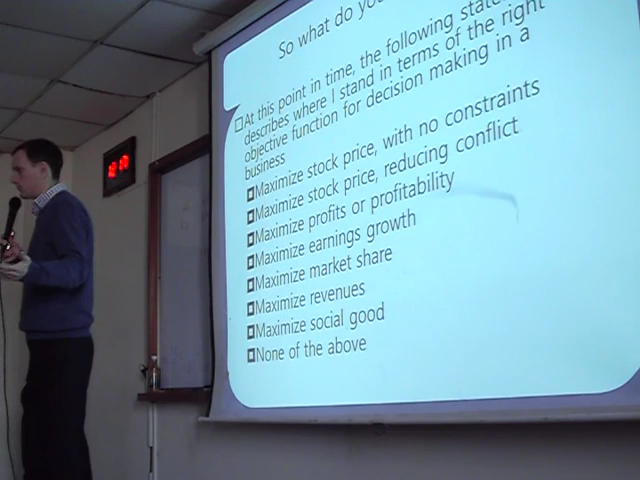 So what do you
At this point in time, the following
describes where I stand in terms of the right
objective function for decision making in a
business
Maximize stock price, with no constraints
Maximize stock price, reducing conflict
Maximize profits or profitability
Maximize earnings growth
Maximize market share
Maximize revenues
Maximize social good
None of the above